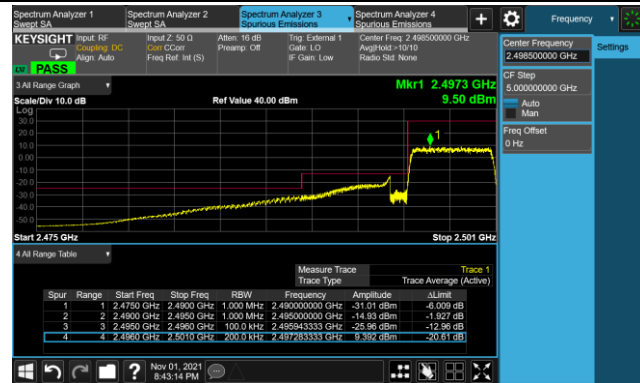 Spectrum Analyzer 1
Swept SA
Spectrum Analyzer 2
Swept SA
Spectrum Analyzer 3
Spurious Emissions
Spectrum Analyzer 4
Spurious Emissions
Frequency
KEYSIGHT
Input: RF
Coupling: DC
Align: Auto
Input Z: 50 Ω
Corr CCorr
Freq Ref: Int (S)
Atten: 16 dB
Preamp: Off
Trig: External 1
Gate: LO
IF Gain: Low
Center Freq: 2.498500000 GHz
Avg|Hold:>10/10
Radio Std: None
LXI PASS
Center Frequency
2.498500000 GHz
Settings
CF Step
5.000000000 GHz
Auto
Man
Freq Offset
0 Hz
3 All Range Graph
Mkr1 2.4973 GHz
Scale/Div 10.0 dB
Ref Value 40.00 dBm
9.50 dBm
Log
30.0
20.0
10.0
0.00
-10.0
-20.0
-30.0
-40.0
-50.0
1
Start 2.475 GHz
Stop 2.501 GHz
4 All Range Table
Measure Trace Trace 1
Trace Type Trace Average (Active)
Spur Range Start Freq Stop Freq RBW Frequency Amplitude ΔLimit
1 1 2.4750 GHz 2.4900 GHz 1.000 MHz 2.490000000 GHz -31.01 dBm -6.009 dB
2 2 2.4900 GHz 2.4950 GHz 1.000 MHz 2.495000000 GHz -14.93 dBm -1.927 dB
3 3 2.4950 GHz 2.4960 GHz 100.0 kHz 2.495943333 GHz -25.96 dBm -12.96 dB
4 4 2.4960 GHz 2.5010 GHz 200.0 kHz 2.497283333 GHz 9.392 dBm -20.61 dB
Nov 01, 2021
8:43:14 PM